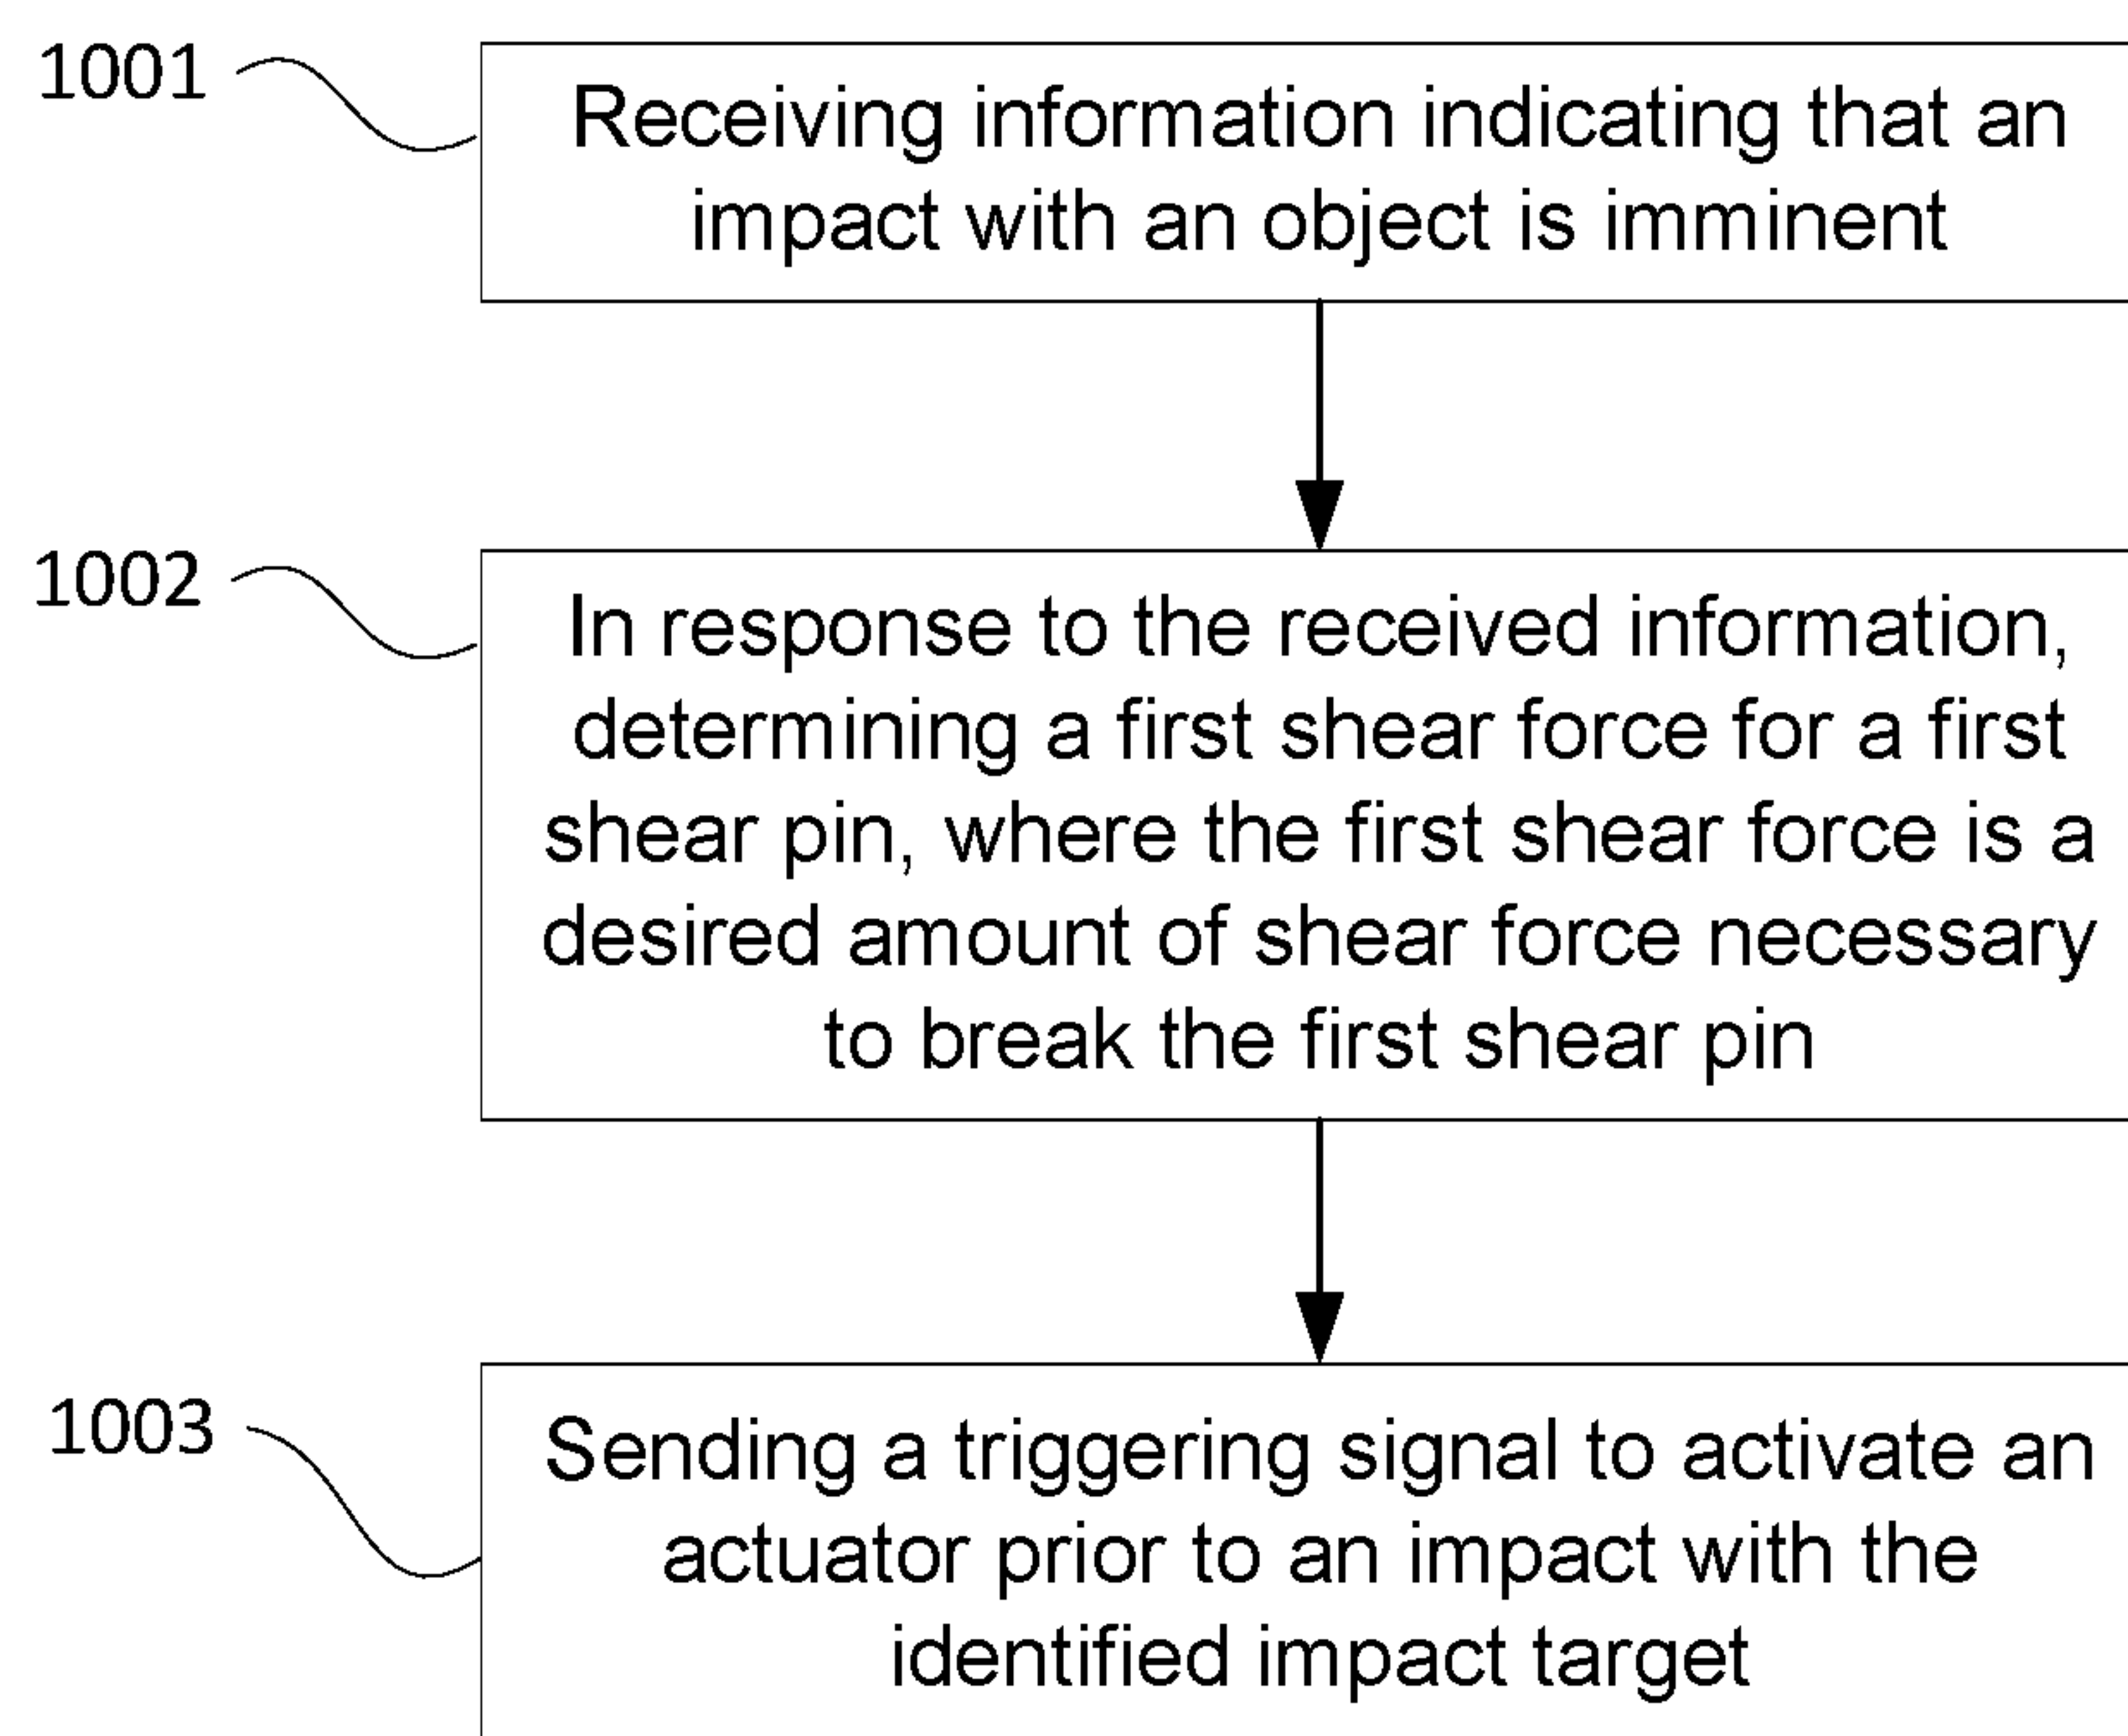 1001
Receiving information indicating that an
impact with an object is imminent
1002
In response to the received information,
determining a first shear force for a first
shear pin, where the first shear force is a
desired amount of shear force necessary
to break the first shear pin
1003
Sending a triggering signal to activate an
actuator prior to an impact with the
identified impact target